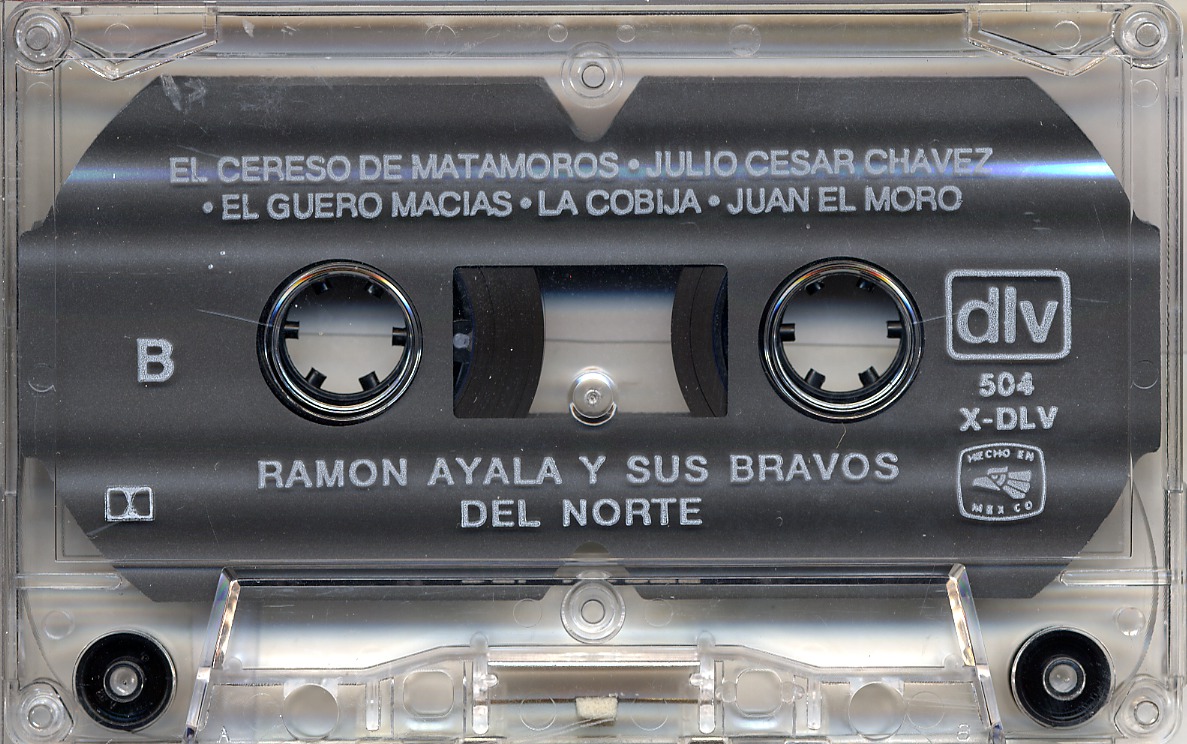 EL CERESO DE MATAMOROS • JULIO CESAR CHAVEZ
• EL GUERO MACIAS • LA COBIJA • JUAN EL MORO
B
dlv
504
X-DLV
HECHO EN
MEXICO
RAMON AYALA Y SUS BRAVOS
DEL NORTE
A
B